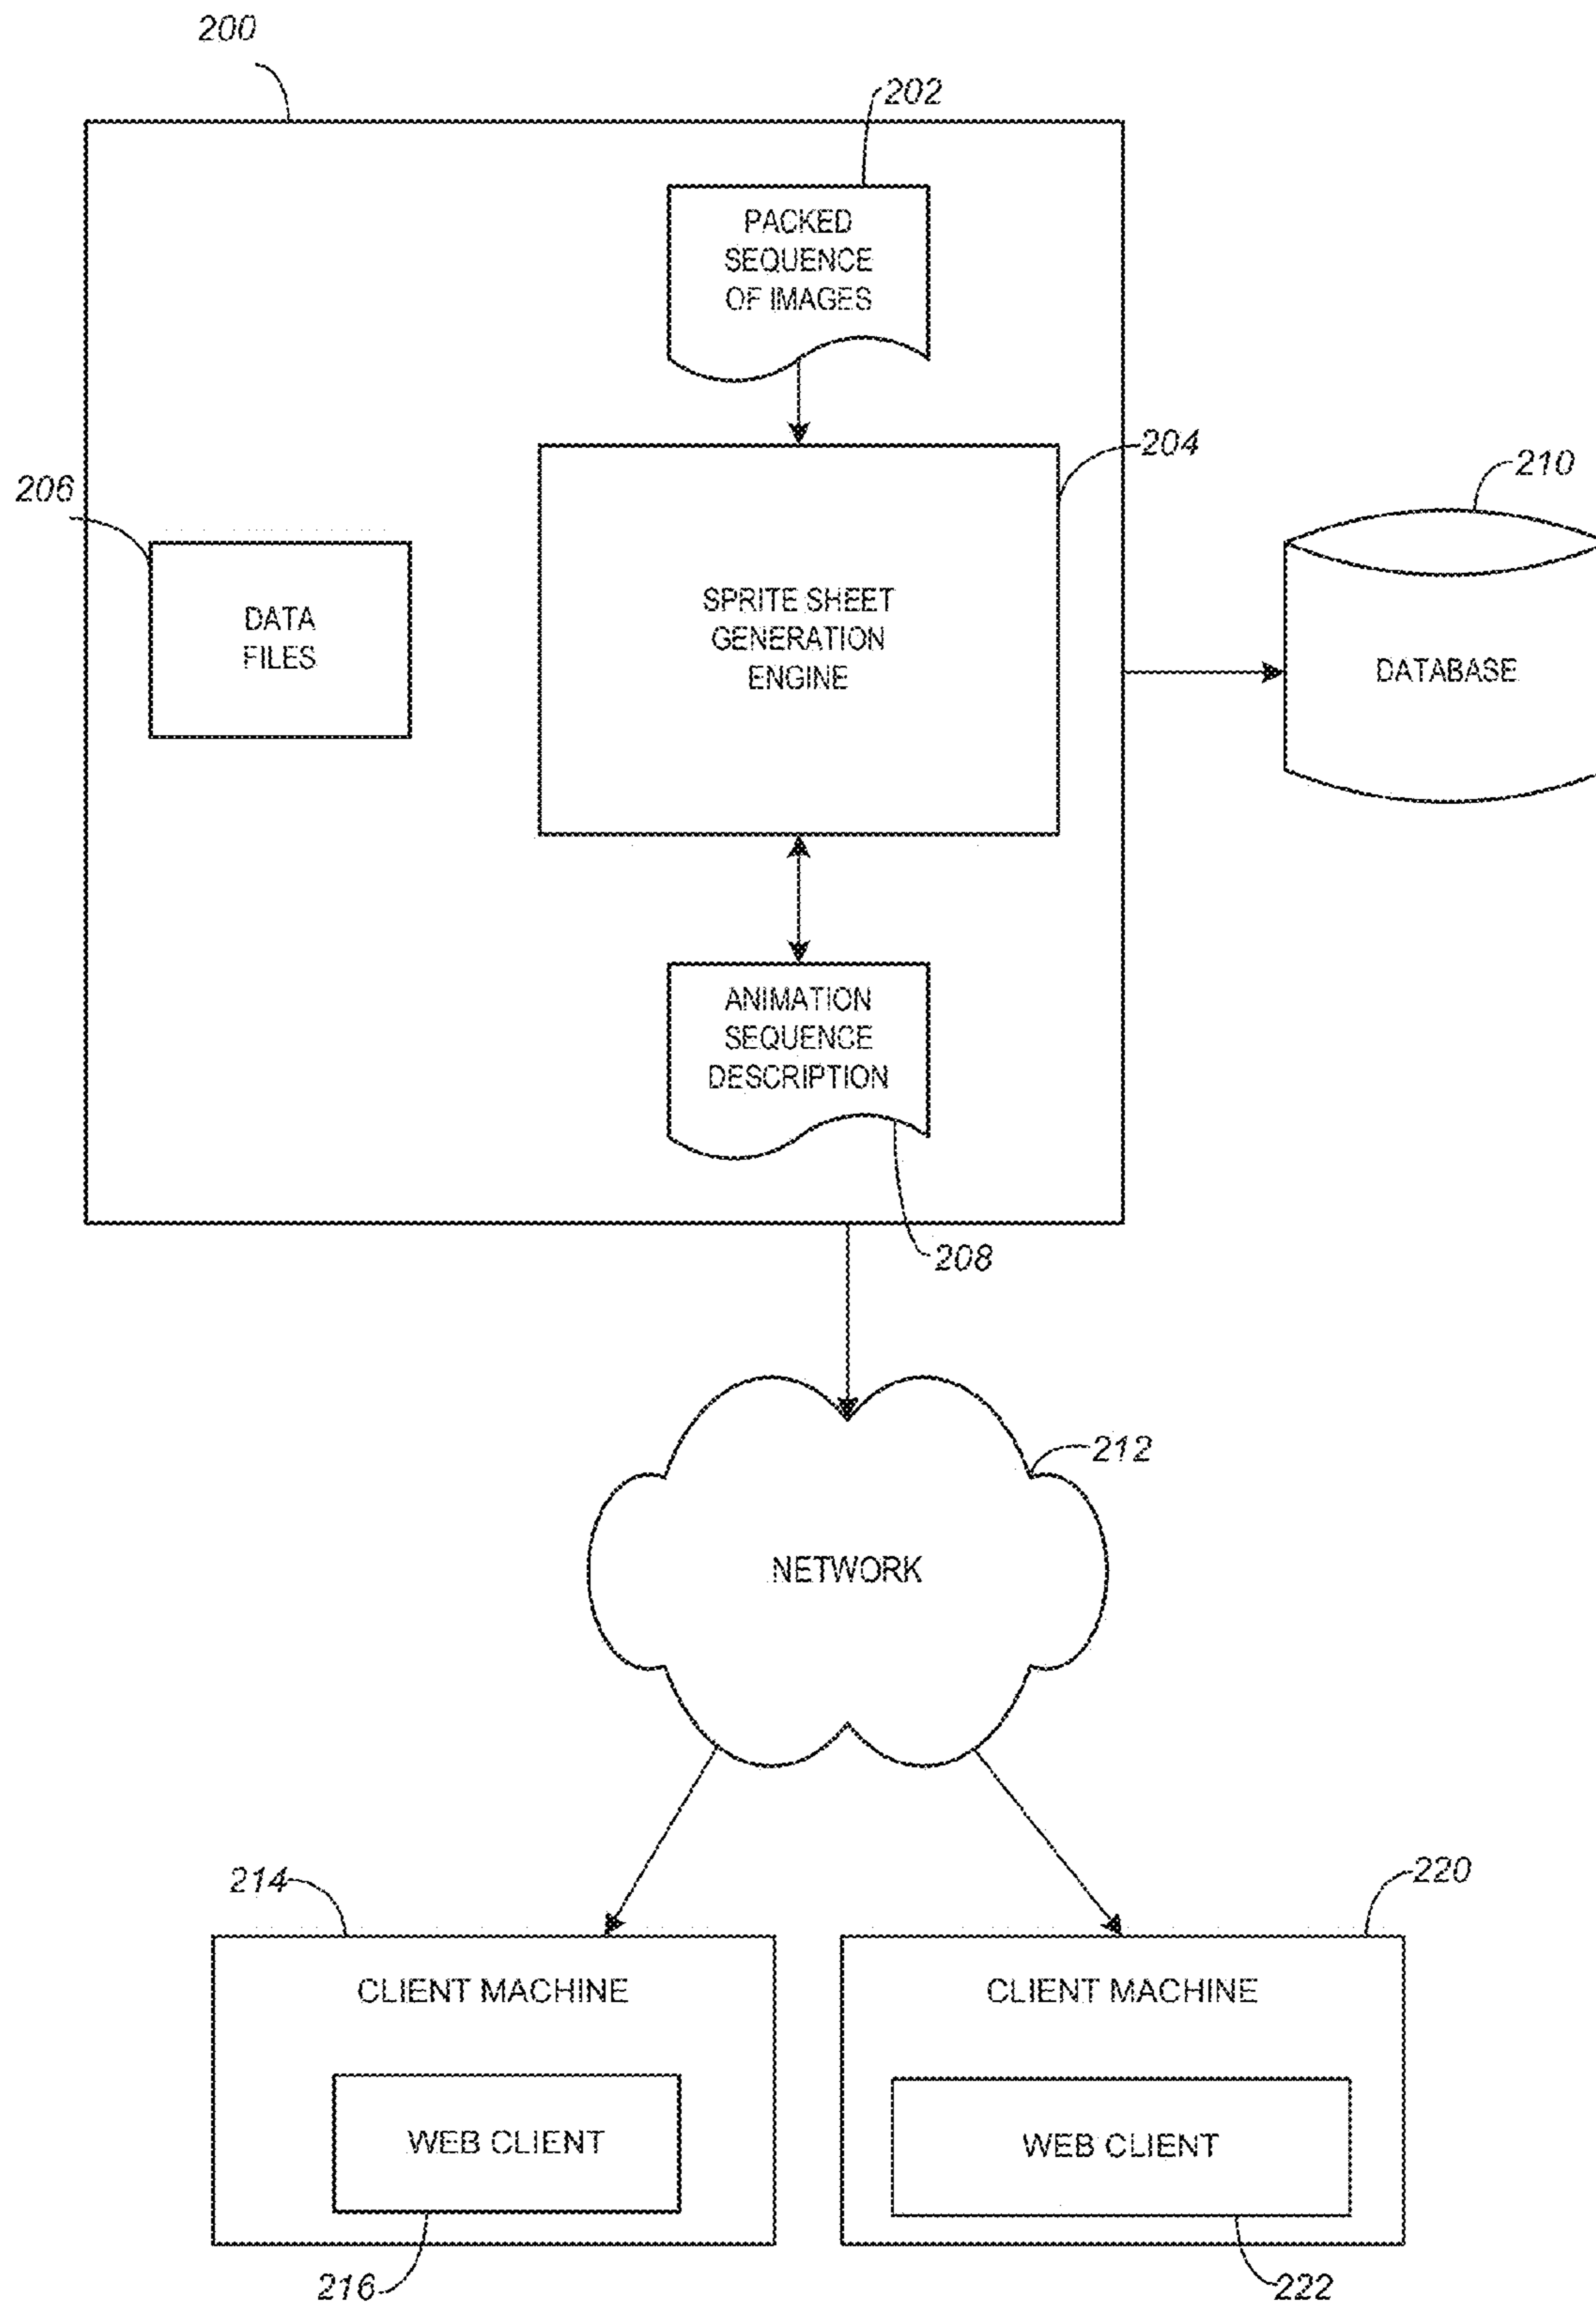 200
202
PACKED
SEQUENCE
OF IMAGES
204
210
206
DATA
FILES
SPRITE SHEET
GENERATION
ENGINE
DATABASE
ANIMATION
SEQUENCE
DESCRIPTION
208
212
NETWORK
214
220
CLIENT MACHINE
CLIENT MACHINE
WEB CLIENT
WEB CLIENT
216
222